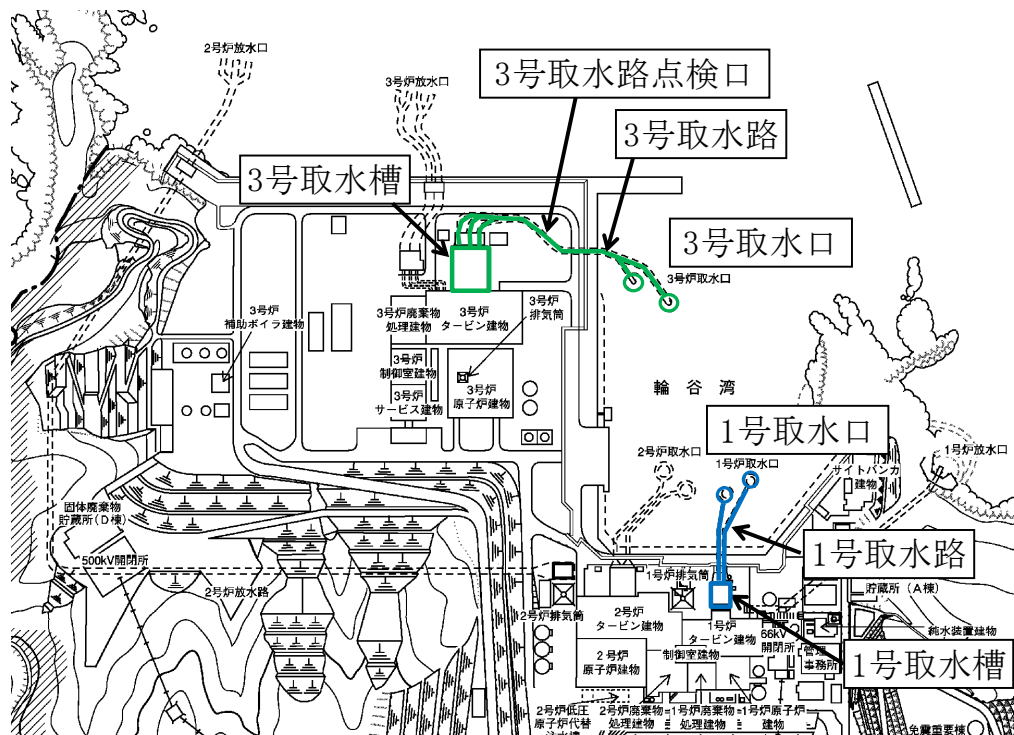 2号炉放水口
3号炉放水口
3号取水路点検口
3号取水路
3号取水槽
3号取水口
3号炉取水口
3号炉
補助ボイラ建物
3号炉廃棄物
処理建物
3号炉
タービン建物
3号炉
排気筒
3号炉
制御室建物
3号炉
サービス建物
3号炉
原子炉建物
輪谷湾
1号取水口
2号炉取水口
1号炉取水口
1号炉放水口
サイトバンカ
建物
固体廃棄物
貯蔵所(D棟)
500kV開閉所
1号取水路
2号炉放水路
1号炉排気筒
貯蔵所(A棟)
2号炉排気筒
2号炉
タービン建物
1号炉
タービン建物
66kV
開閉所
純水装置建物
管理
事務所
制御室建物
2号炉
原子炉建物
1号取水槽
2号炉低圧
原子炉代替
2号炉廃棄物
処理建物
1号炉廃棄物
処理建物
1号炉原子炉
建物
免震重要棟